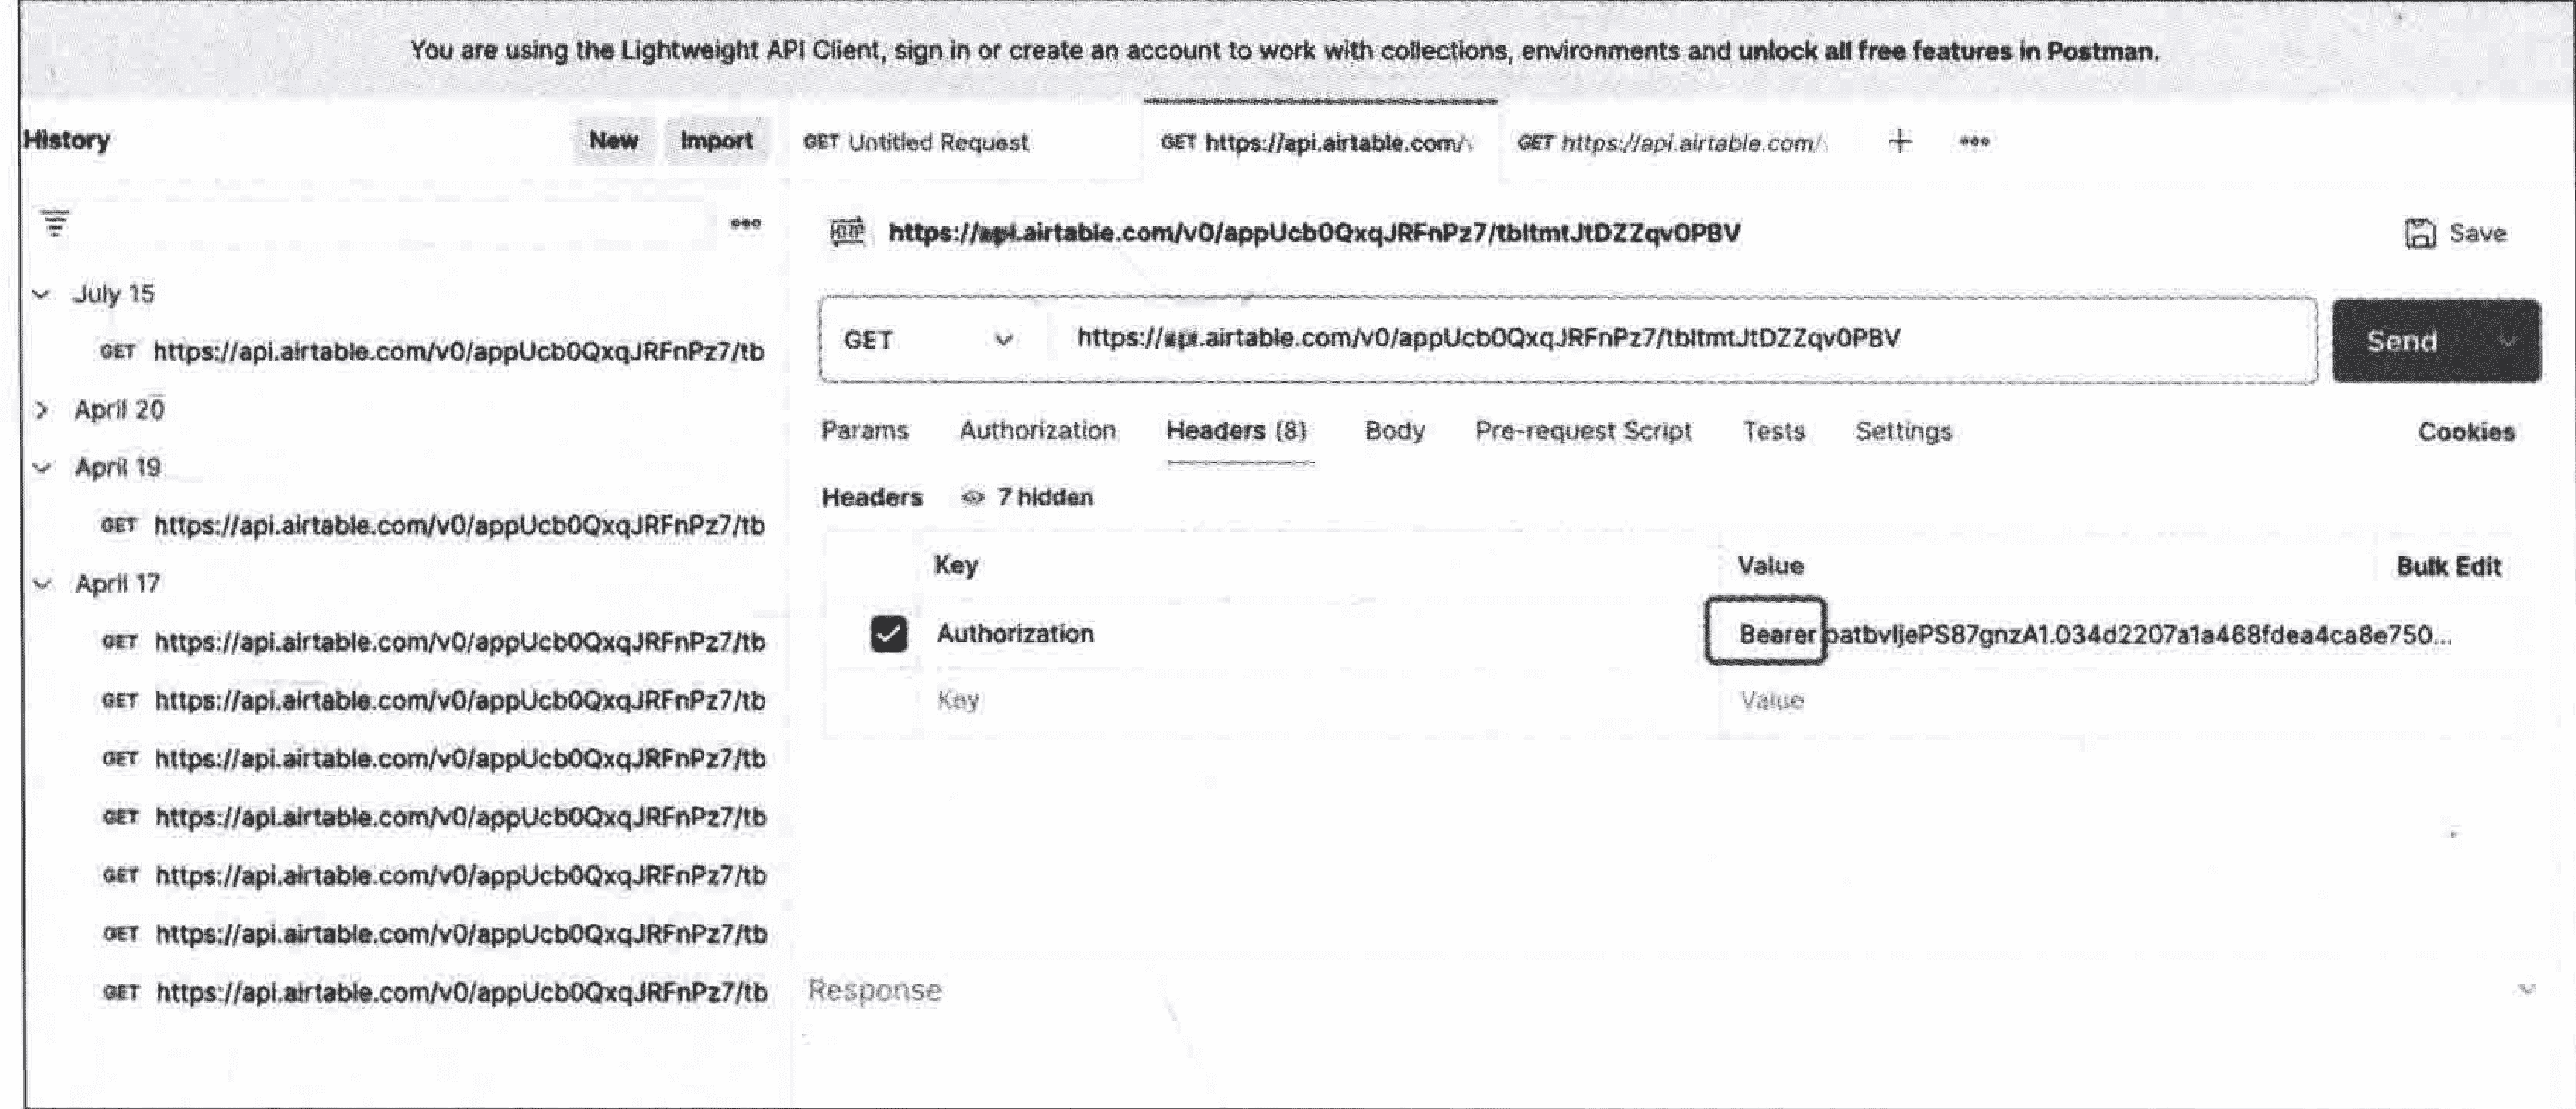 You are using the Lightweight API Client, sign in or create an account to work with collections, environments and unlock all free features in Postman.
History
New
Import
GET Untitled Request
GET https://api.airtable.com/
GET https://api.airtable.com/
July 15
GET https://api.airtable.com/v0/appUcb0QxqJRFnPz7/tb
April 20
April 19
GET https://api.airtable.com/v0/appUcb0QxqJRFnPz7/tb
April 17
GET https://api.airtable.com/v0/appUcb0QxqJRFnPz7/tb
GET https://api.airtable.com/v0/appUcb0QxqJRFnPz7/tb
GET https://api.airtable.com/v0/appUcb0QxqJRFnPz7/tb
GET https://api.airtable.com/v0/appUcb0QxqJRFnPz7/tb
GET https://api.airtable.com/v0/appUcb0QxqJRFnPz7/tb
GET https://api.airtable.com/v0/appUcb0QxqJRFnPz7/tb
GET https://api.airtable.com/v0/appUcb0QxqJRFnPz7/tb
HTTP https://api.airtable.com/v0/appUcb0QxqJRFnPz7/tbltmtJtDZZqv0PBV
Save
GET https://api.airtable.com/v0/appUcb0QxqJRFnPz7/tbltmtJtDZZqv0PBV
Send
Params Authorization Headers (8) Body Pre-request Script Tests Settings Cookies
Headers 7 hidden
Key Value Bulk Edit
Authorization Bearer patbvljePS87gnzA1.034d2207a1a468fdea4ca8e750...
Key Value
Response